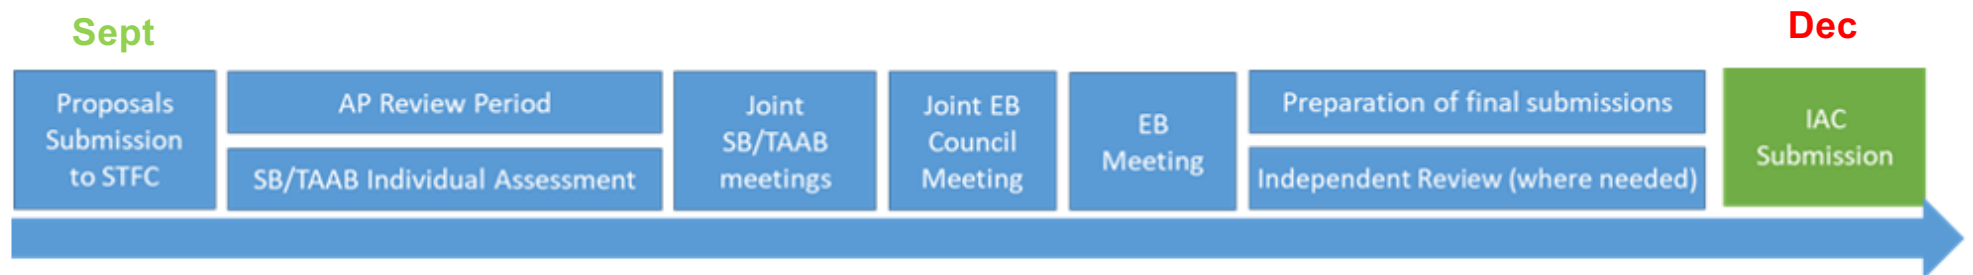 Sept
Dec
Proposals
Submission
to STFC
AP Review Period
SB/TAAB Individual Assessment
Joint
SB/TAAB
meetings
Joint EB
Council
Meeting
EB
Meeting
Preparation of final submissions
Independent Review (where needed)
IAC
Submission